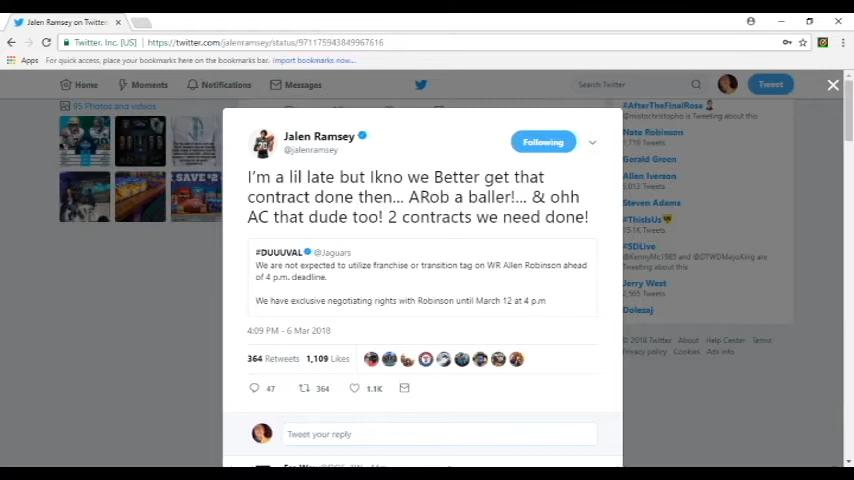 Jalen Ramsey on Twitter
Twitter, Inc. [US] https://twitter.com/jalenramsey/status/971175943849967616
Apps For quick access, place your bookmarks here on the bookmarks bar. Import bookmarks now...
Home Moments Notifications Messages Search Twitter Tweet
95 Photos and videos
#AfterTheFinalRose
@mistochristopho is Tweeting about this
Nate Robinson
1,710 Tweets
Gerald Green
Allen Iverson
5,013 Tweets
Steven Adams
#ThisIsUs
15.1K Tweets
#SDLive
@KennyMc1985 and @DTWDMayoKing are
Tweeting about this
Jerry West
2,565 Tweets
Dolezaj
© 2018 Twitter About Help Center Terms
Privacy policy Cookies Ads info
Jalen Ramsey
@jalenramsey
Following
I'm a lil late but Ikno we Better get that
contract done then... ARob a baller!... & ohh
AC that dude too! 2 contracts we need done!
#DUUUVAL @Jaguars
We are not expected to utilize franchise or transition tag on WR Allen Robinson ahead
of 4 p.m. deadline.
We have exclusive negotiating rights with Robinson until March 12 at 4 p.m
4:09 PM - 6 Mar 2018
364 Retweets 1,109 Likes
47 364 1.1K
Tweet your reply